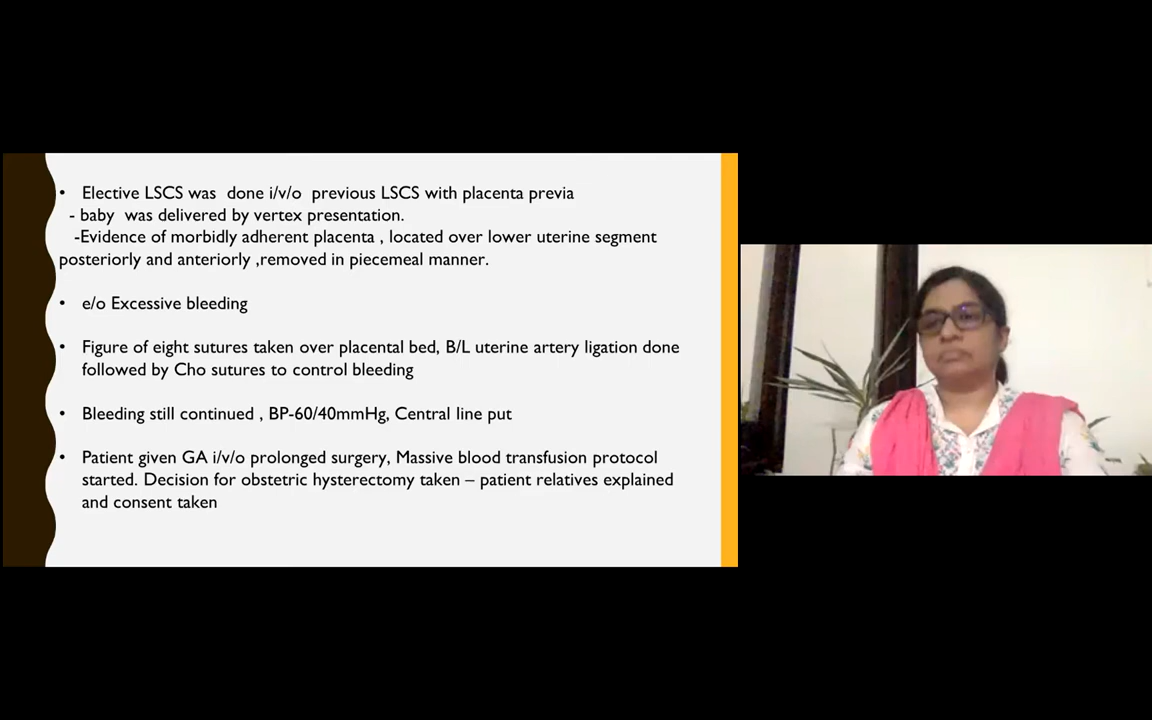 • Elective LSCS was done i/v/o previous LSCS with placenta previa
- baby was delivered by vertex presentation.
-Evidence of morbidly adherent placenta , located over lower uterine segment
posteriorly and anteriorly ,removed in piecemeal manner.
• e/o Excessive bleeding
• Figure of eight sutures taken over placental bed, B/L uterine artery ligation done
followed by Cho sutures to control bleeding
• Bleeding still continued , BP-60/40mmHg, Central line put
• Patient given GA i/v/o prolonged surgery, Massive blood transfusion protocol
started. Decision for obstetric hysterectomy taken – patient relatives explained
and consent taken